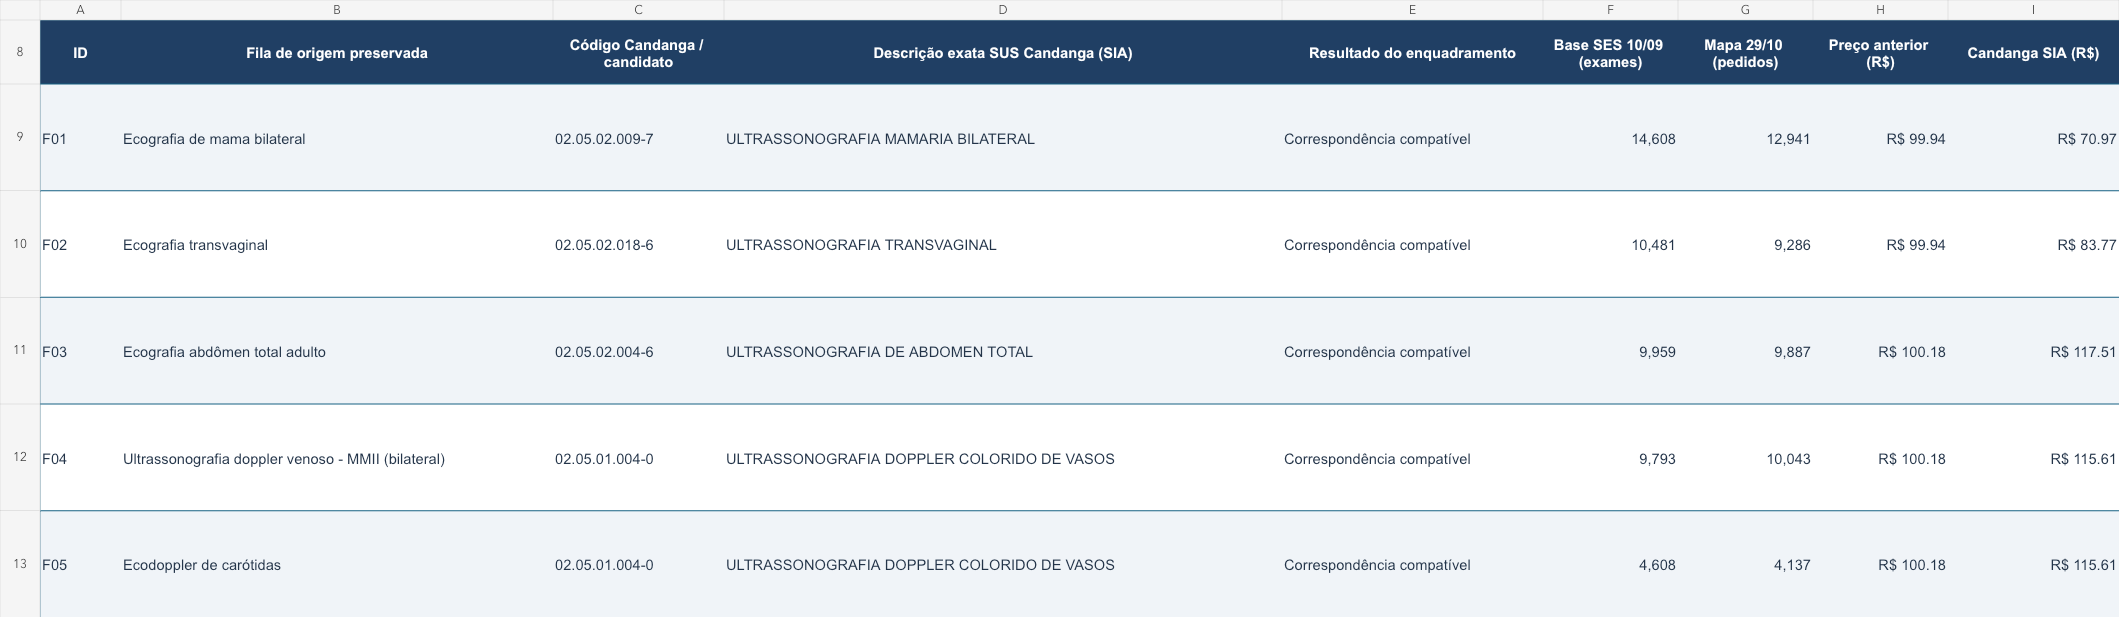 A B C D E F G H I
8 ID Fila de origem preservada Código Candanga / candidato Descrição exata SUS Candanga (SIA) Resultado do enquadramento Base SES 10/09 (exames) Mapa 29/10 (pedidos) Preço anterior (R$) Candanga SIA (R$)
9 F01 Ecografia de mama bilateral 02.05.02.009-7 ULTRASSONOGRAFIA MAMARIA BILATERAL Correspondência compatível 14,608 12,941 R$ 99.94 R$ 70.97
10 F02 Ecografia transvaginal 02.05.02.018-6 ULTRASSONOGRAFIA TRANSVAGINAL Correspondência compatível 10,481 9,286 R$ 99.94 R$ 83.77
11 F03 Ecografia abdômen total adulto 02.05.02.004-6 ULTRASSONOGRAFIA DE ABDOMEN TOTAL Correspondência compatível 9,959 9,887 R$ 100.18 R$ 117.51
12 F04 Ultrassonografia doppler venoso - MMII (bilateral) 02.05.01.004-0 ULTRASSONOGRAFIA DOPPLER COLORIDO DE VASOS Correspondência compatível 9,793 10,043 R$ 100.18 R$ 115.61
13 F05 Ecodoppler de carótidas 02.05.01.004-0 ULTRASSONOGRAFIA DOPPLER COLORIDO DE VASOS Correspondência compatível 4,608 4,137 R$ 100.18 R$ 115.61